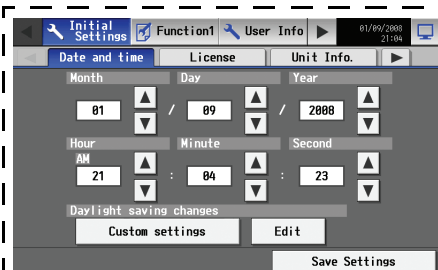 Initial Settings
Function1
User Info
01/09/2008
21:04
Date and time
License
Unit Info.
Month
Day
Year
01 / 09 / 2008
Hour
Minute
Second
AM
21 : 04 : 23
Daylight saving changes
Custom settings
Edit
Save Settings